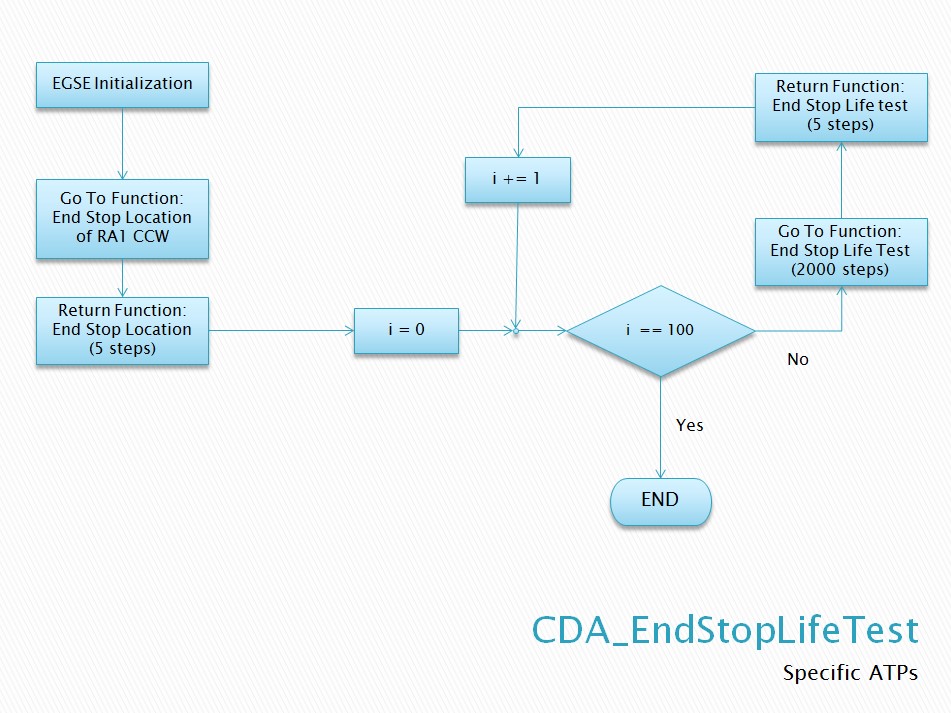 EGSE Initialization
Go To Function:
End Stop Location
of RA1 CCW
Return Function:
End Stop Location
(5 steps)
i = 0
i += 1
i == 100
No
Yes
END
Go To Function:
End Stop Life Test
(2000 steps)
Return Function:
End Stop Life test
(5 steps)
CDA_EndStopLifeTest
Specific ATPs